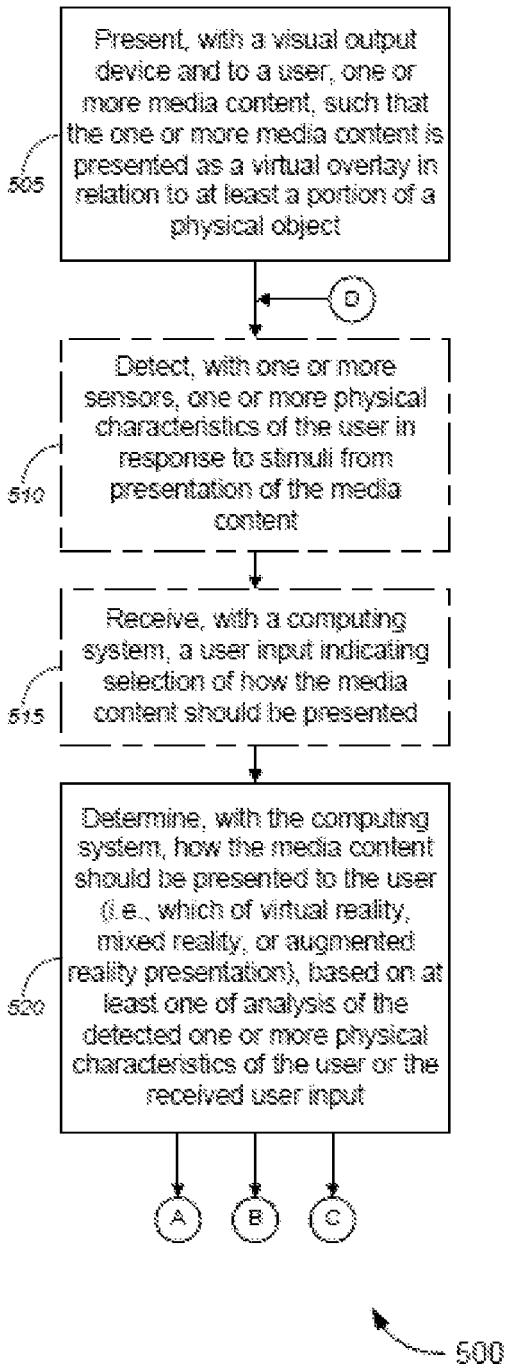 Present, with a visual output
device and to a user, one or
more media content, such that
the one or more media content is
presented as a virtual overlay in
relation to at least a portion of a
physical object
505
D
Detect, with one or more
sensors, one or more physical
characteristics of the user in
response to stimuli from
presentation of the media
content
510
Receive, with a computing
system, a user input indicating
selection of how the media
content should be presented
515
Determine, with the computing
system, how the media content
should be presented to the user
(i.e., which of virtual reality,
mixed reality, or augmented
reality presentation), based on at
least one of analysis of the
detected one or more physical
characteristics of the user or the
received user input
520
A
B
C
500